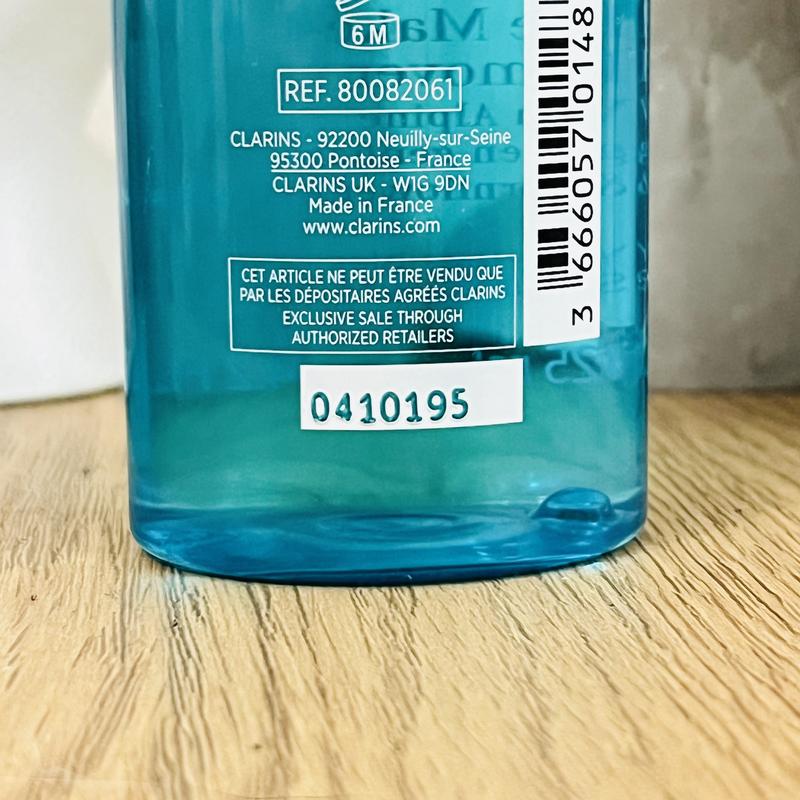 6 M
REF. 80082061
CLARINS - 92200 Neuilly-sur-Seine
95300 Pontoise - France
CLARINS UK - W1G 9DN
Made in France
www.clarins.com
CET ARTICLE NE PEUT ÊTRE VENDU QUE
PAR LES DÉPOSITAIRES AGRÉÉS CLARINS
EXCLUSIVE SALE THROUGH
AUTHORIZED RETAILERS
0410195
3 666057 0148